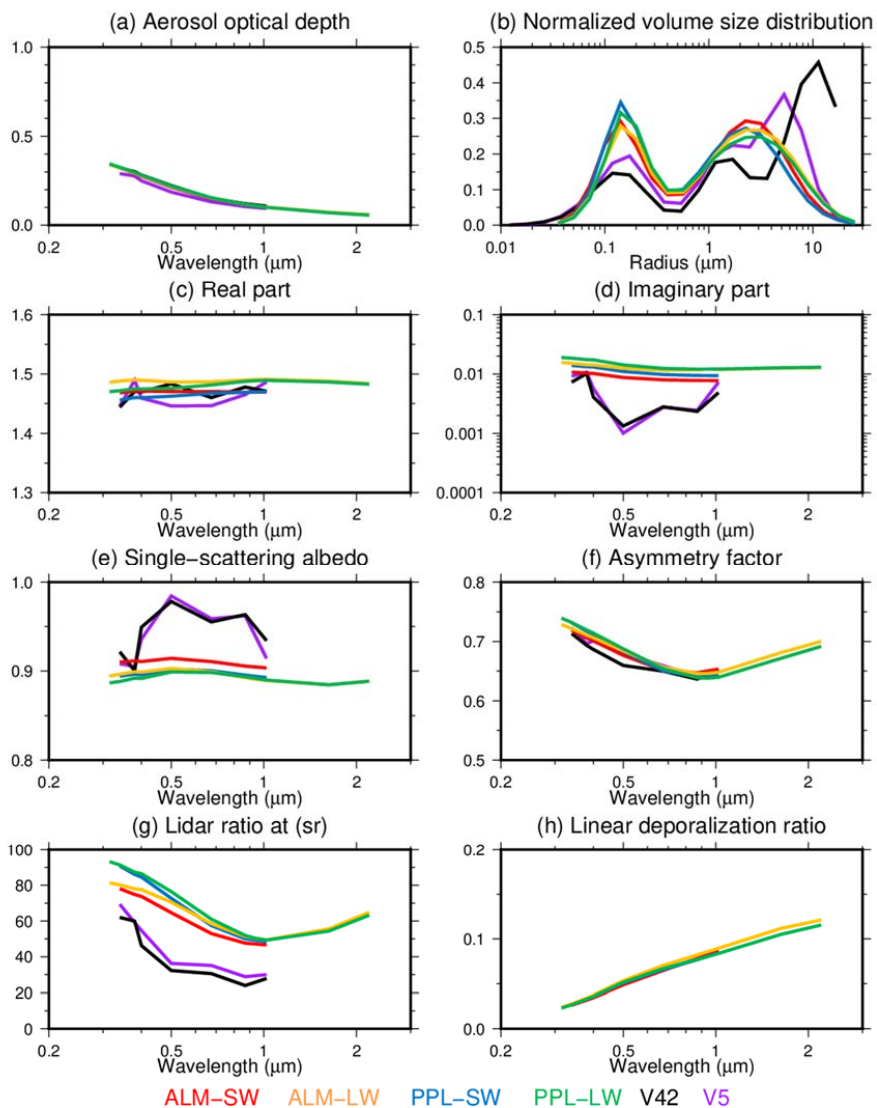 (a) Aerosol optical depth
1.0
0.5
0.0
0.2 0.5 1 2
Wavelength (μm)
(b) Normalized volume size distribution
0.5
0.4
0.3
0.2
0.1
0.0
0.01 0.1 1 10
Radius (μm)
(c) Real part
1.6
1.5
1.4
1.3
0.2 0.5 1 2
Wavelength (μm)
(d) Imaginary part
0.1
0.01
0.001
0.0001
0.2 0.5 1 2
Wavelength (μm)
(e) Single−scattering albedo
1.0
0.9
0.8
0.2 0.5 1 2
Wavelength (μm)
(f) Asymmetry factor
0.8
0.7
0.6
0.5
0.2 0.5 1 2
Wavelength (μm)
(g) Lidar ratio at (sr)
100
80
60
40
20
0
0.2 0.5 1 2
Wavelength (μm)
(h) Linear deporalization ratio
0.2
0.1
0.0
0.2 0.5 1 2
Wavelength (μm)
ALM−SW ALM−LW PPL−SW PPL−LW V42 V5